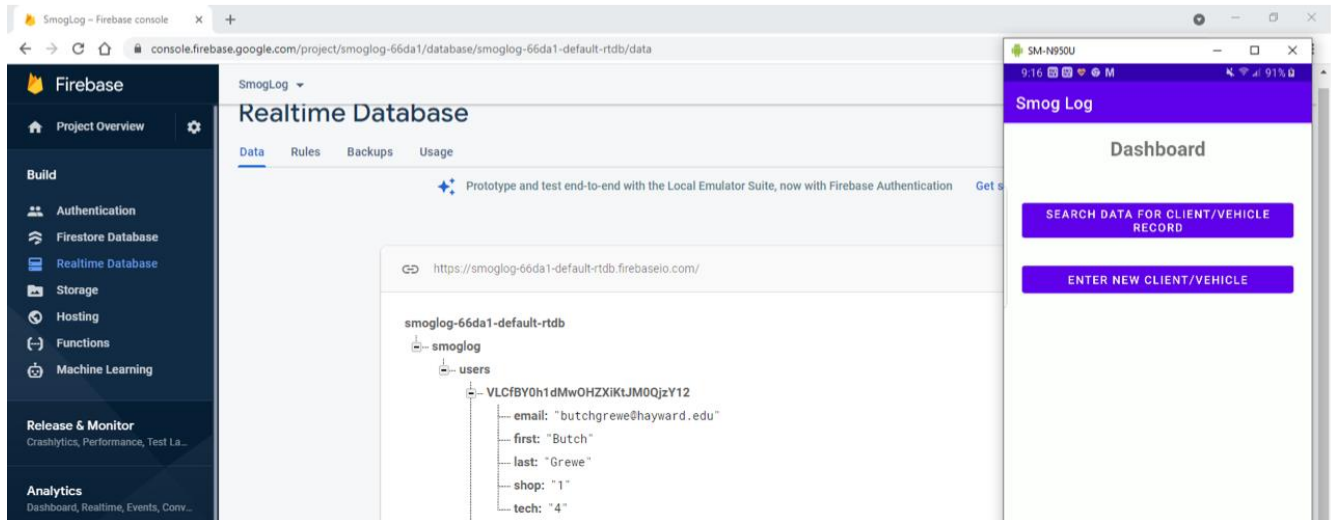 SmogLog – Firebase console
console.firebase.google.com/project/smoglog-66da1/database/smoglog-66da1-default-rtdb/data
Firebase
Project Overview
Build
Authentication
Firestore Database
Realtime Database
Storage
Hosting
Functions
Machine Learning
Release & Monitor
Crashlytics, Performance, Test La...
Analytics
Dashboard, Realtime, Events, Conv...
SmogLog
Realtime Database
Data Rules Backups Usage
Prototype and test end-to-end with the Local Emulator Suite, now with Firebase Authentication Get s
https://smoglog-66da1-default-rtdb.firebaseio.com/
smoglog-66da1-default-rtdb
smoglog
users
VLCfBY0h1dMwOHZXiKtJM0QjzY12
email: "butchgrewe@hayward.edu"
first: "Butch"
last: "Grewe"
shop: "1"
tech: "4"
SM-N950U
9:16 M 91%
Smog Log
Dashboard
SEARCH DATA FOR CLIENT/VEHICLE
RECORD
ENTER NEW CLIENT/VEHICLE